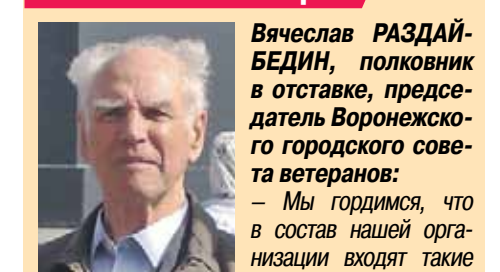 Вячеслав РАЗДАЙ-
БЕДИН, полковник
в отставке, предсе-
датель Воронежско-
го городского сове-
та ветеранов:
– Мы гордимся, что
в состав нашей орга-
низации входят такие